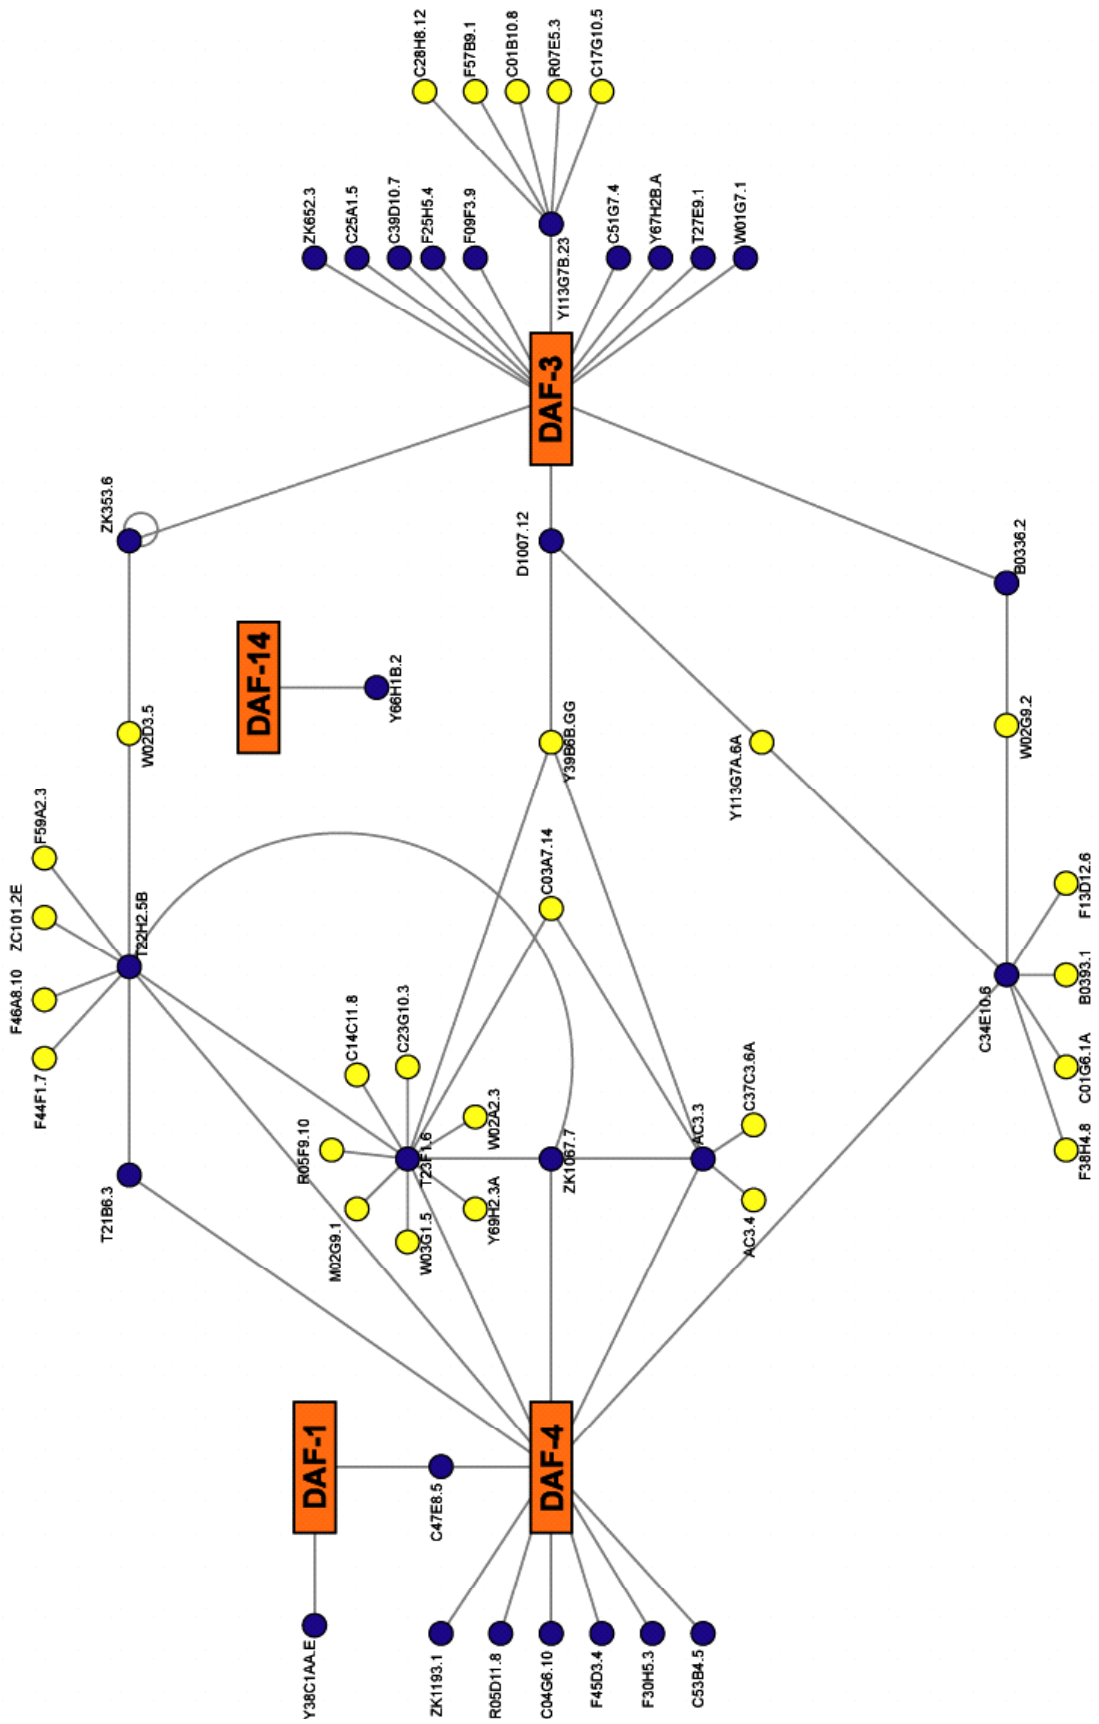 C28H8.12
F57B9.1
C01B10.8
R07E5.3
C17G10.5
ZK652.3
C25A1.5
C39D10.7
F25H5.4
F09F3.9
Y113G7B.23
C51G7.4
Y67H2B.A
T27E9.1
W01G7.1
DAF-3
ZK353.6
D1007.12
B0336.2
DAF-14
Y66H1B.2
W02D3.5
Y39B6B.GG
Y113G7A.6A
W02G9.2
F59A2.3
ZC101.2E
F46A8.10
F44F1.7
T22H2.5B
C03A7.14
F13D12.6
B0393.1
C01G6.1A
F38H4.8
C34E10.6
T21B6.3
R05F9.10
C14C11.8
C23G10.3
M02G9.1
W03G1.5
T23F1.6
W02A2.3
Y69H2.3A
ZK1067.7
AC3.3
C37C3.6A
AC3.4
DAF-1
C47E8.5
DAF-4
Y38C1AA.E
ZK1193.1
R05D11.8
C04G6.10
F45D3.4
F30H5.3
C53B4.5